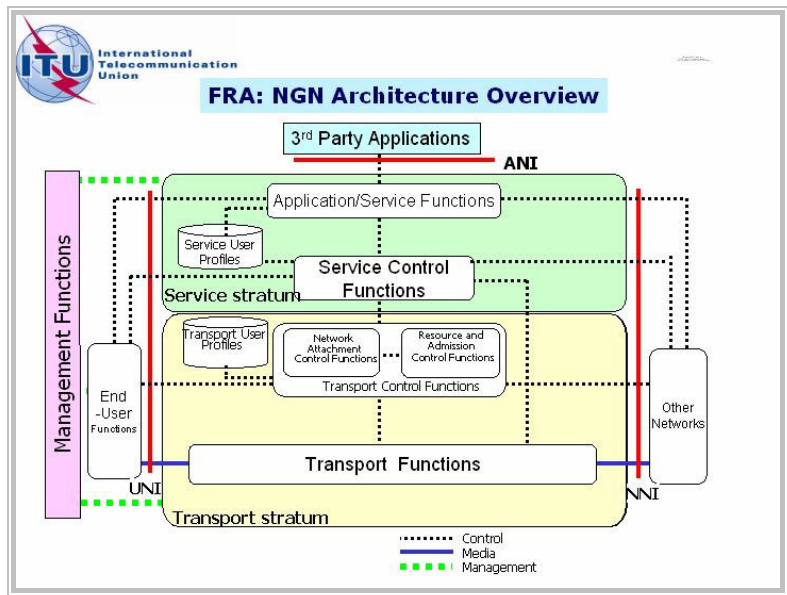 International
Telecommunication
Union
ITU
FRA: NGN Architecture Overview
3rd Party Applications
ANI
Application/Service Functions
Service User
Profiles
Service Control
Functions
Service stratum
Management Functions
Transport User
Profiles
Network
Attachment
Control Functions
Resource and
Admission
Control Functions
Transport Control Functions
End
-User
Functions
Other
Networks
Transport Functions
UNI
NNI
Transport stratum
Control
Media
Management